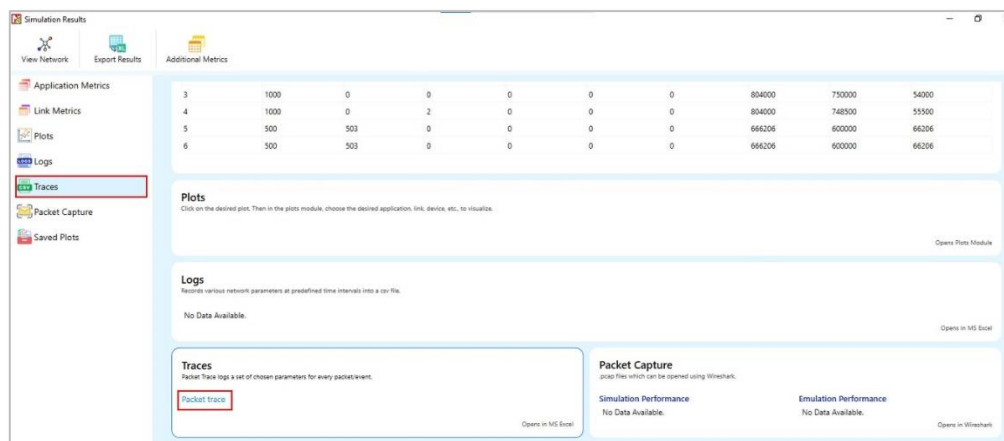 Simulation Results
View Network Export Results Additional Metrics
Application Metrics
Link Metrics
Plots
Logs
Traces
Packet Capture
Saved Plots
3 1000 0 0 0 0 0 804000 750000 54000
4 1000 0 2 0 0 0 804000 748500 55500
5 500 503 0 0 0 0 666206 600000 66206
6 500 503 0 0 0 0 666206 600000 66206
Plots
Click on the desired plot. Then in the plots module, choose the desired application, link, device, etc., to visualize.
Opens Plots Module
Logs
Records various network parameters at predefined time intervals into a csv file.
No Data Available.
Opens in MS Excel
Traces
Packet Trace logs a set of chosen parameters for every packet/event.
Packet trace
Opens in MS Excel
Packet Capture
.pcap files which can be opened using Wireshark.
Simulation Performance Emulation Performance
No Data Available. No Data Available.
Opens in Wireshark